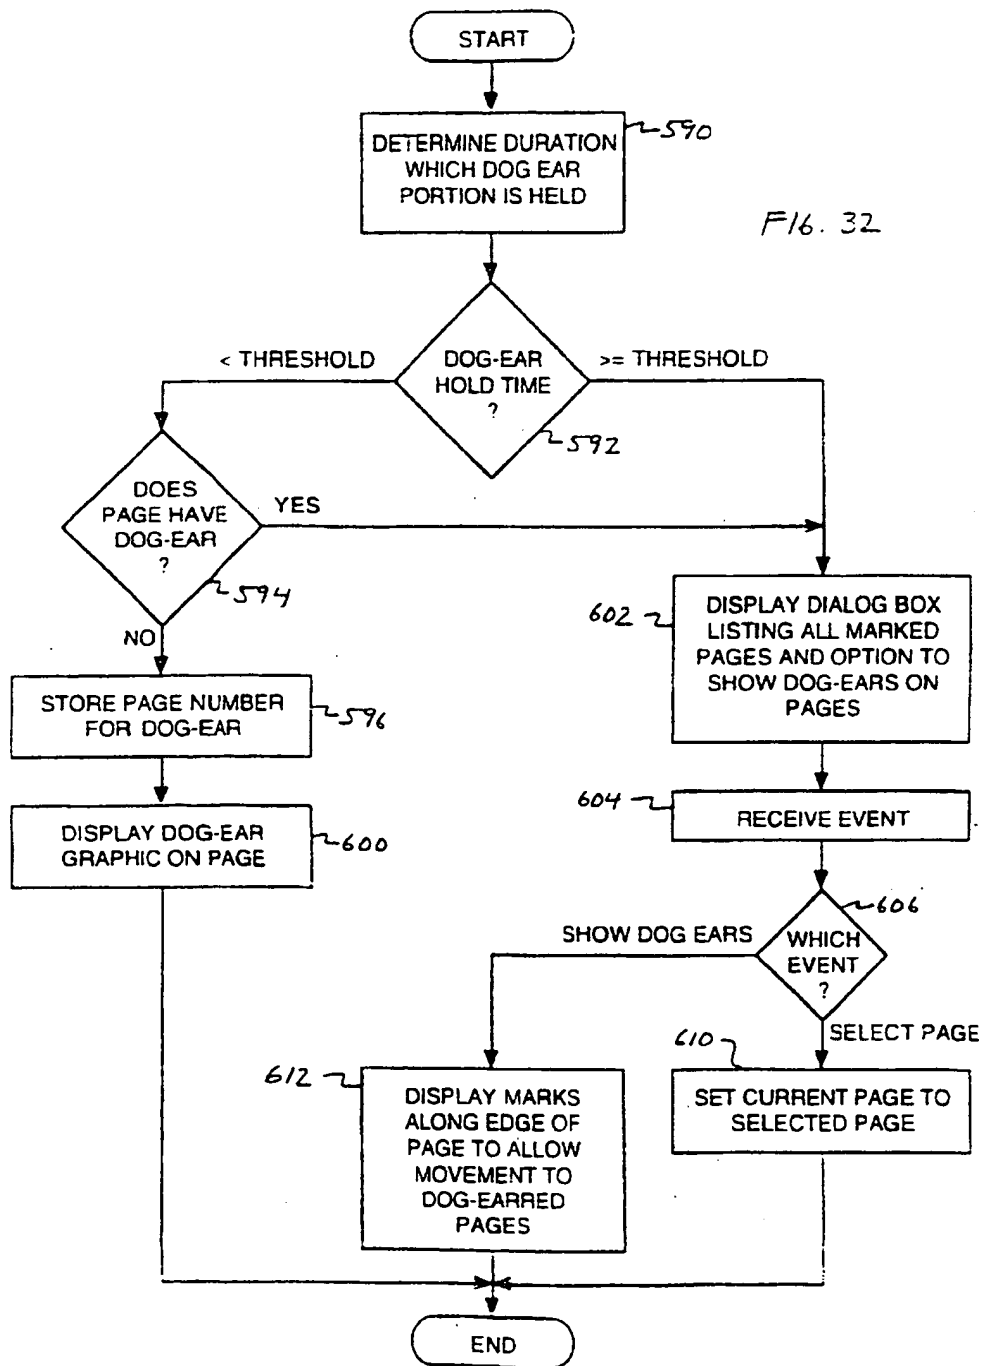 START
DETERMINE DURATION
WHICH DOG EAR
PORTION IS HELD
590
FIG. 32
< THRESHOLD
DOG-EAR
HOLD TIME
?
>= THRESHOLD
592
DOES
PAGE HAVE
DOG-EAR
?
YES
594
NO
STORE PAGE NUMBER
FOR DOG-EAR
596
DISPLAY DOG-EAR
GRAPHIC ON PAGE
600
602
DISPLAY DIALOG BOX
LISTING ALL MARKED
PAGES AND OPTION TO
SHOW DOG-EARS ON
PAGES
604
RECEIVE EVENT
606
SHOW DOG EARS
WHICH
EVENT
?
SELECT PAGE
610
SET CURRENT PAGE TO
SELECTED PAGE
612
DISPLAY MARKS
ALONG EDGE OF
PAGE TO ALLOW
MOVEMENT TO
DOG-EARRED
PAGES
END